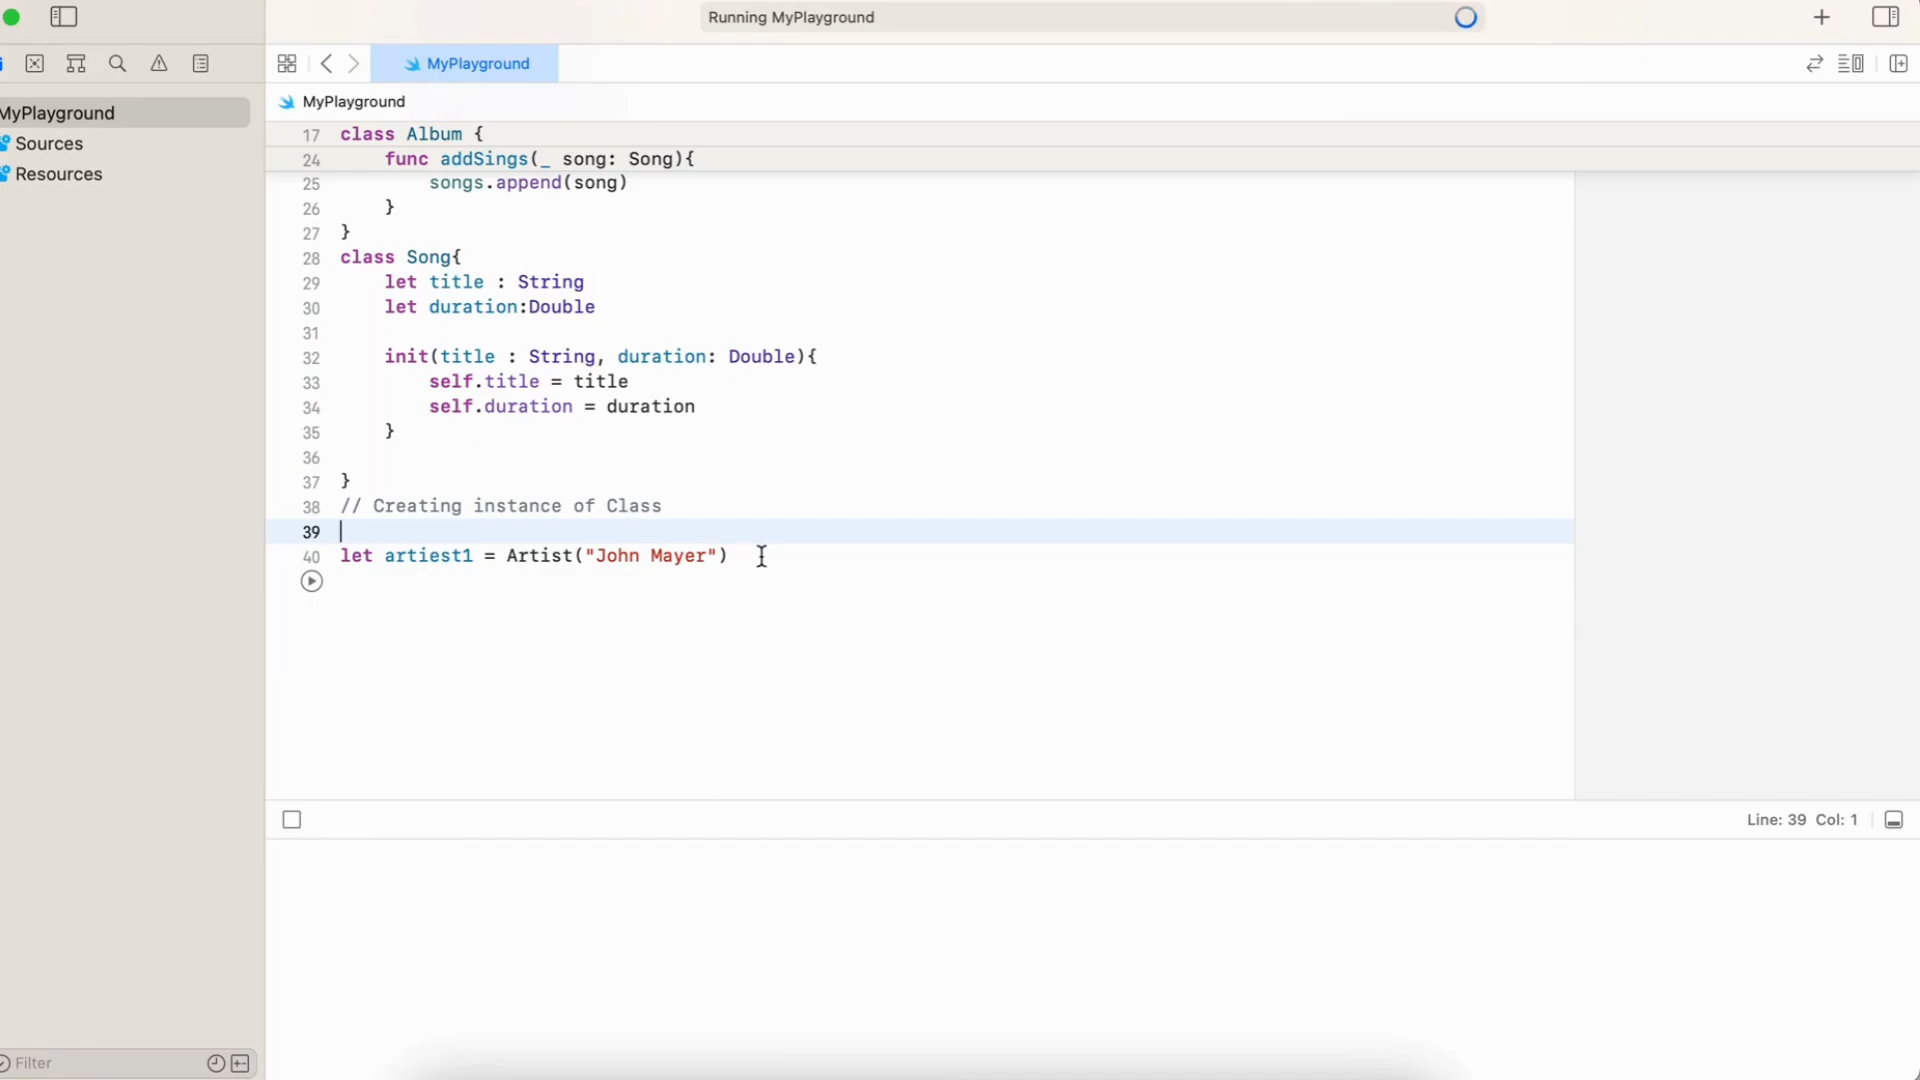 Running MyPlayground
MyPlayground
MyPlayground
MyPlayground
Sources
Resources
17 class Album {
24 func addSings(_ song: Song){
25 songs.append(song)
26 }
27 }
28 class Song{
29 let title : String
30 let duration:Double
31
32 init(title : String, duration: Double){
33 self.title = title
34 self.duration = duration
35 }
36
37 }
38 // Creating instance of Class
39
40 let artiest1 = Artist("John Mayer")
Line: 39 Col: 1
Filter